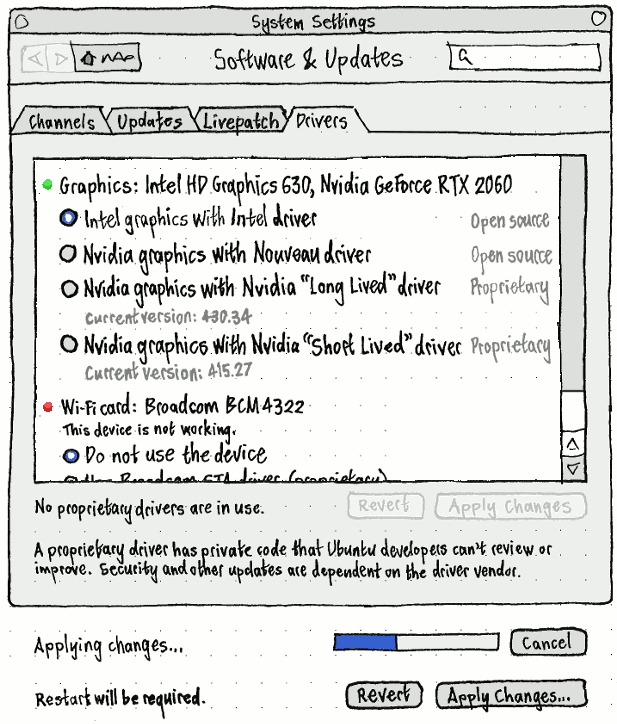 System Settings
Software & Updates
Channels Updates Livepatch Drivers
Graphics: Intel HD Graphics 630, Nvidia GeForce RTX 2060
Intel graphics with Intel driver Open source
Nvidia graphics with Nouveau driver Open source
Nvidia graphics with Nvidia “Long Lived” driver Proprietary
Current version: 430.34
Nvidia graphics with Nvidia “Short Lived” driver Proprietary
Current version: 415.27
Wi-Fi card: Broadcom BCM4322
This device is not working.
Do not use the device
Use Broadcom STA driver (proprietary)
No proprietary drivers are in use. Revert Apply Changes
A proprietary driver has private code that Ubuntu developers can't review or
improve. Security and other updates are dependent on the driver vendor.
Applying changes... Cancel
Restart will be required. Revert Apply Changes...